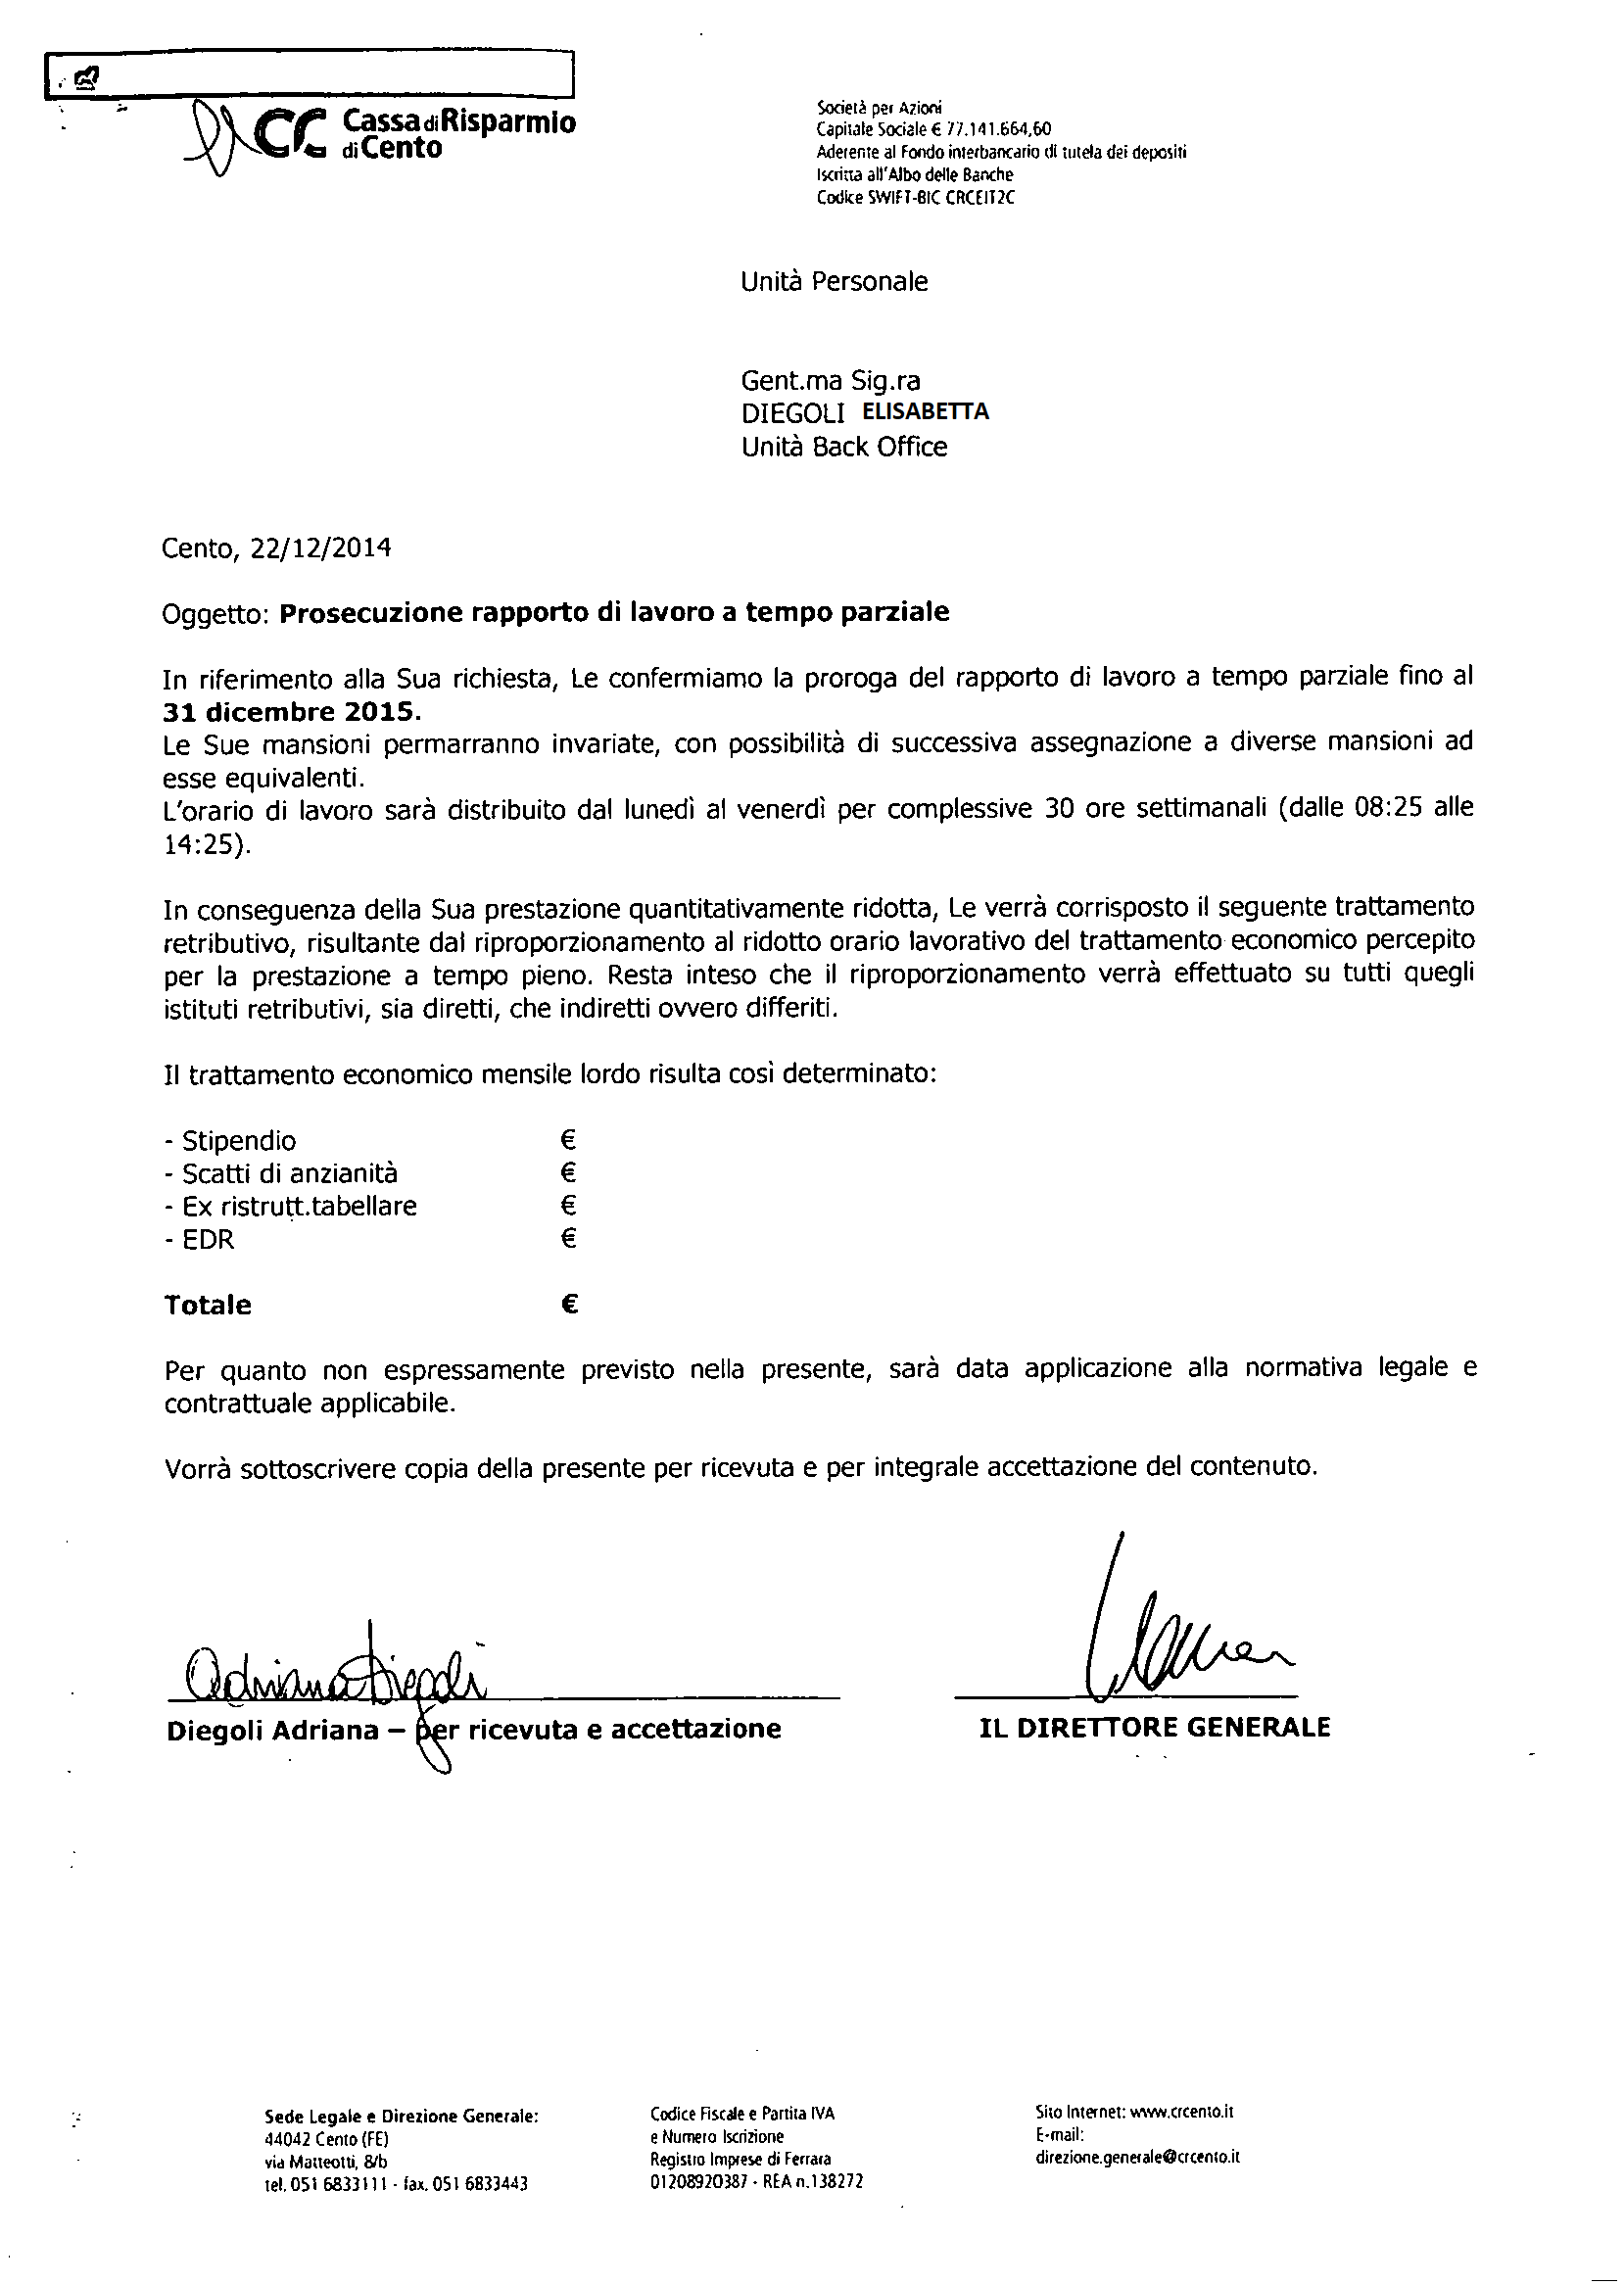 CC Cassa di Risparmio
di Cento
Società per Azioni
Capitale Sociale € 77.141.664,60
Aderente al Fondo interbancario di tutela dei depositi
Iscritta all'Albo delle Banche
Codice SWIFT-BIC CRCEIT2C
Unità Personale
Gent.ma Sig.ra
DIEGOLI ELISABETTA
Unità Back Office
Cento, 22/12/2014
Oggetto: Prosecuzione rapporto di lavoro a tempo parziale
In riferimento alla Sua richiesta, Le confermiamo la proroga del rapporto di lavoro a tempo parziale fino al
31 dicembre 2015.
Le Sue mansioni permarranno invariate, con possibilità di successiva assegnazione a diverse mansioni ad
esse equivalenti.
L'orario di lavoro sarà distribuito dal lunedì al venerdì per complessive 30 ore settimanali (dalle 08:25 alle
14:25).
In conseguenza della Sua prestazione quantitativamente ridotta, Le verrà corrisposto il seguente trattamento
retributivo, risultante dal riproporzionamento al ridotto orario lavorativo del trattamento economico percepito
per la prestazione a tempo pieno. Resta inteso che il riproporzionamento verrà effettuato su tutti quegli
istituti retributivi, sia diretti, che indiretti ovvero differiti.
Il trattamento economico mensile lordo risulta così determinato:
- Stipendio €
- Scatti di anzianità €
- Ex ristrutt.tabellare €
- EDR €
Totale €
Per quanto non espressamente previsto nella presente, sarà data applicazione alla normativa legale e
contrattuale applicabile.
Vorrà sottoscrivere copia della presente per ricevuta e per integrale accettazione del contenuto.
Adriana Diegoli
Diegoli Adriana – per ricevuta e accettazione
IL DIRETTORE GENERALE
Sede Legale e Direzione Generale:
44042 Cento (FE)
via Matteotti, 8/b
tel. 051 6833111 - fax. 051 6833443
Codice Fiscale e Partita IVA
e Numero Iscrizione
Registro Imprese di Ferrara
01208920387 - REA n.138272
Sito Internet: www.crcento.it
E-mail:
direzione.generale@crcento.it